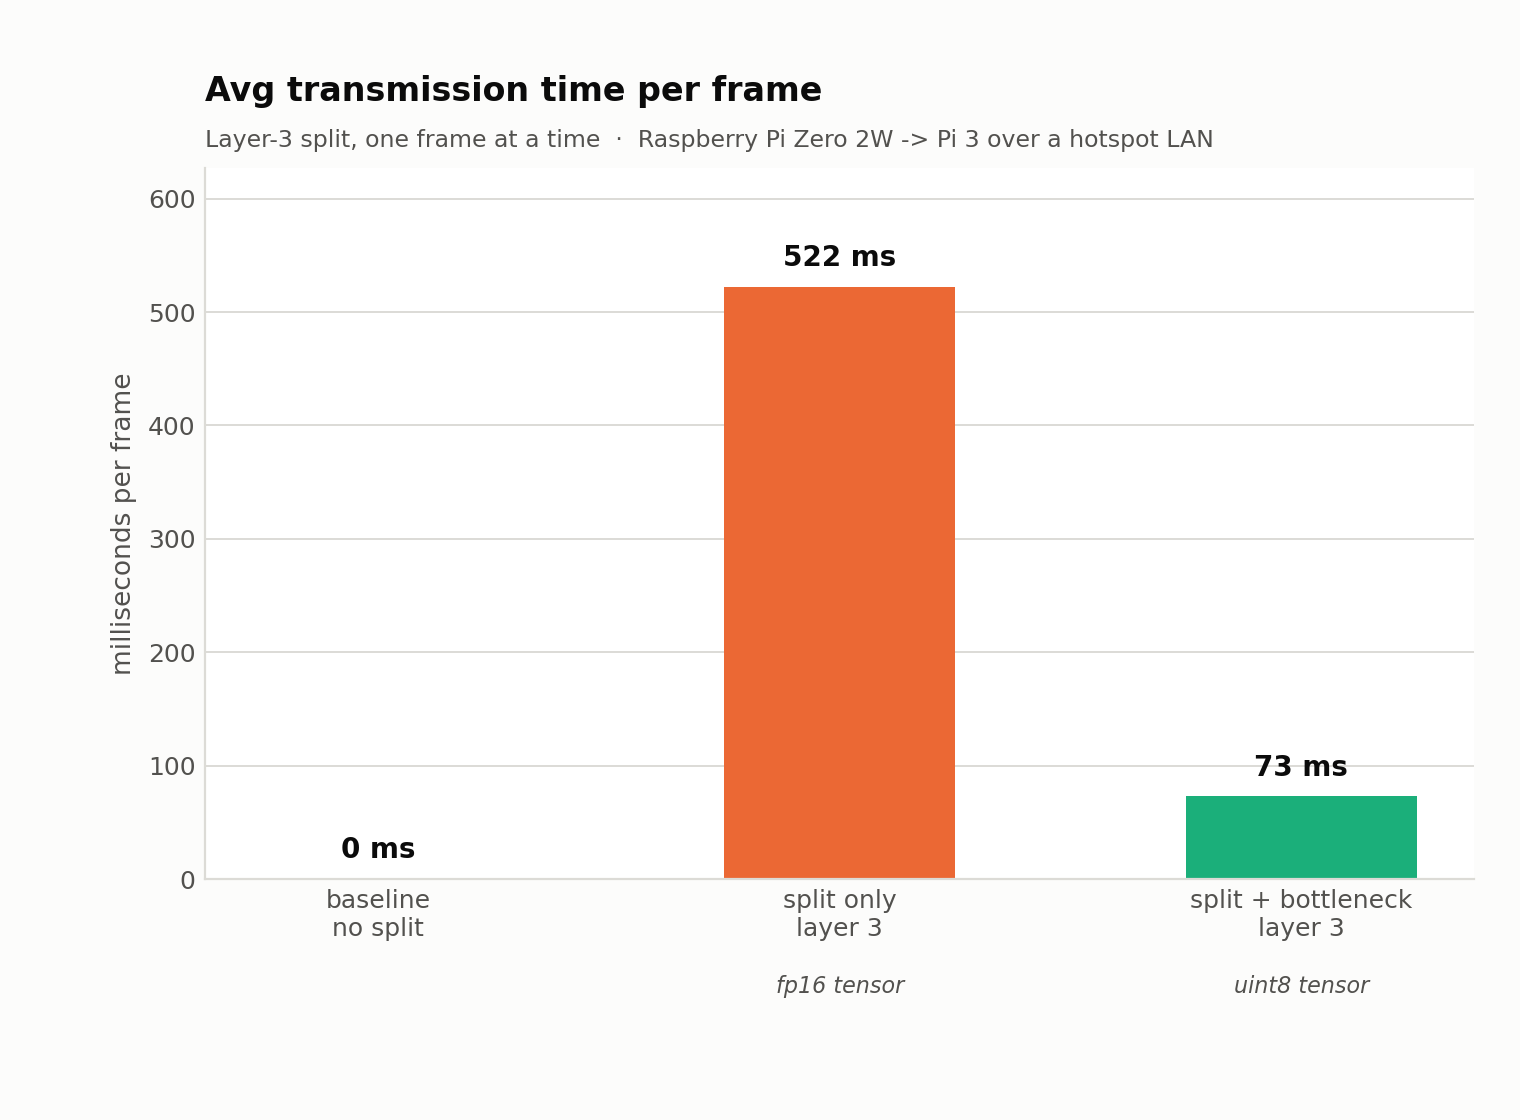 Avg transmission time per frame
Layer-3 split, one frame at a time · Raspberry Pi Zero 2W -> Pi 3 over a hotspot LAN
milliseconds per frame
600
500
400
300
200
100
0
0 ms
522 ms
73 ms
baseline
no split
split only
layer 3
fp16 tensor
split + bottleneck
layer 3
uint8 tensor